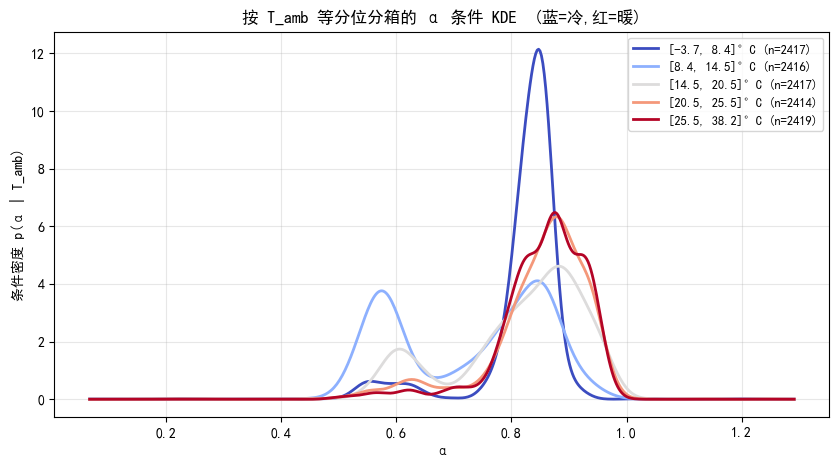 按 T_amb 等分位分箱的 α 条件 KDE （蓝=冷,红=暖）
条件密度 p(α | T_amb)
12
10
8
6
4
2
0
[-3.7, 8.4]°C (n=2417)
[8.4, 14.5]°C (n=2416)
[14.5, 20.5]°C (n=2417)
[20.5, 25.5]°C (n=2414)
[25.5, 38.2]°C (n=2419)
0.2 0.4 0.6 0.8 1.0 1.2
α